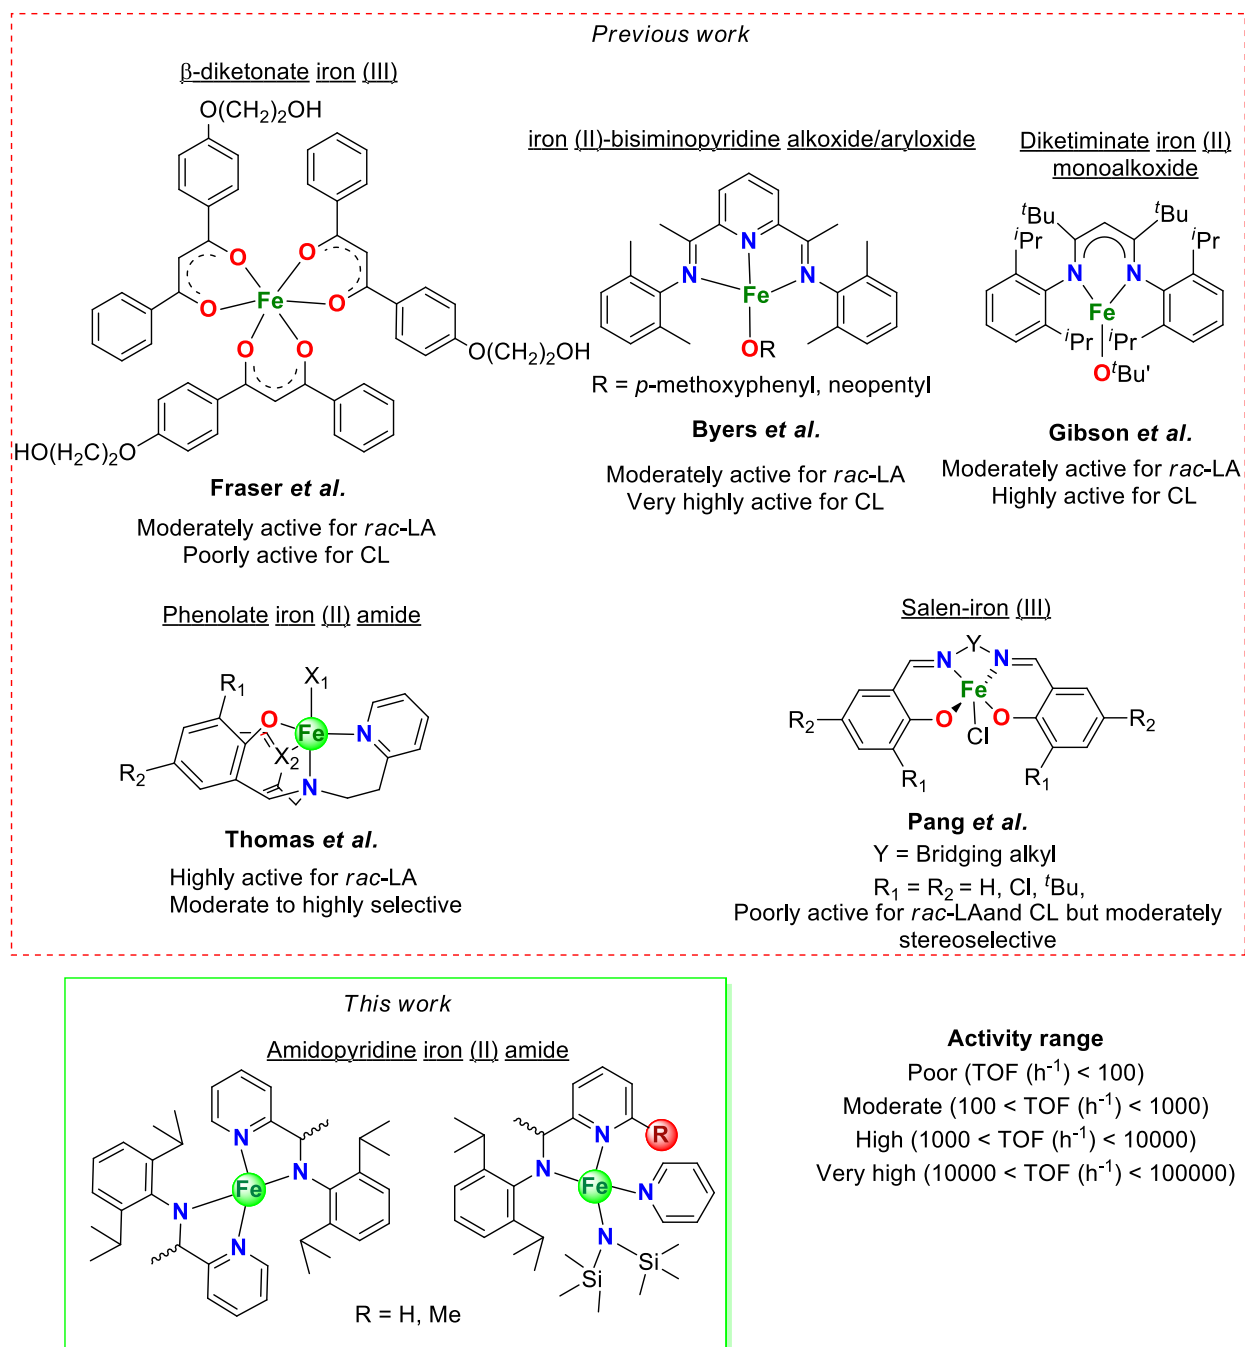 Previous work
β-diketonate iron (III)
O(CH₂)₂OH
O
O
O
O
Fe
O
O
O(CH₂)₂OH
HO(H₂C)₂O
Fraser et al.
Moderately active for rac-LA
Poorly active for CL
iron (II)-bisiminopyridine alkoxide/aryloxide
N
N
N
Fe
OR
R = p-methoxyphenyl, neopentyl
Byers et al.
Moderately active for rac-LA
Very highly active for CL
Diketiminate iron (II)
monoalkoxide
ᵗBu
ᵗBu
ⁱPr
ⁱPr
N
N
Fe
ⁱPr
ⁱPr
OᵗBu'
Gibson et al.
Moderately active for rac-LA
Highly active for CL
Phenolate iron (II) amide
X₁
R₁
O
Fe
N
X₂
R₂
N
Thomas et al.
Highly active for rac-LA
Moderate to highly selective
Salen-iron (III)
Y
N
N
Fe
R₂
O
O
R₂
Cl
R₁
R₁
Pang et al.
Y = Bridging alkyl
R₁ = R₂ = H, Cl, ᵗBu,
Poorly active for rac-LAand CL but moderately
stereoselective
This work
Amidopyridine iron (II) amide
N
N
Fe
N
N
R
N
N
Fe
N
N
Si
Si
R = H, Me
Activity range
Poor (TOF (h⁻¹) < 100)
Moderate (100 < TOF (h⁻¹) < 1000)
High (1000 < TOF (h⁻¹) < 10000)
Very high (10000 < TOF (h⁻¹) < 100000)